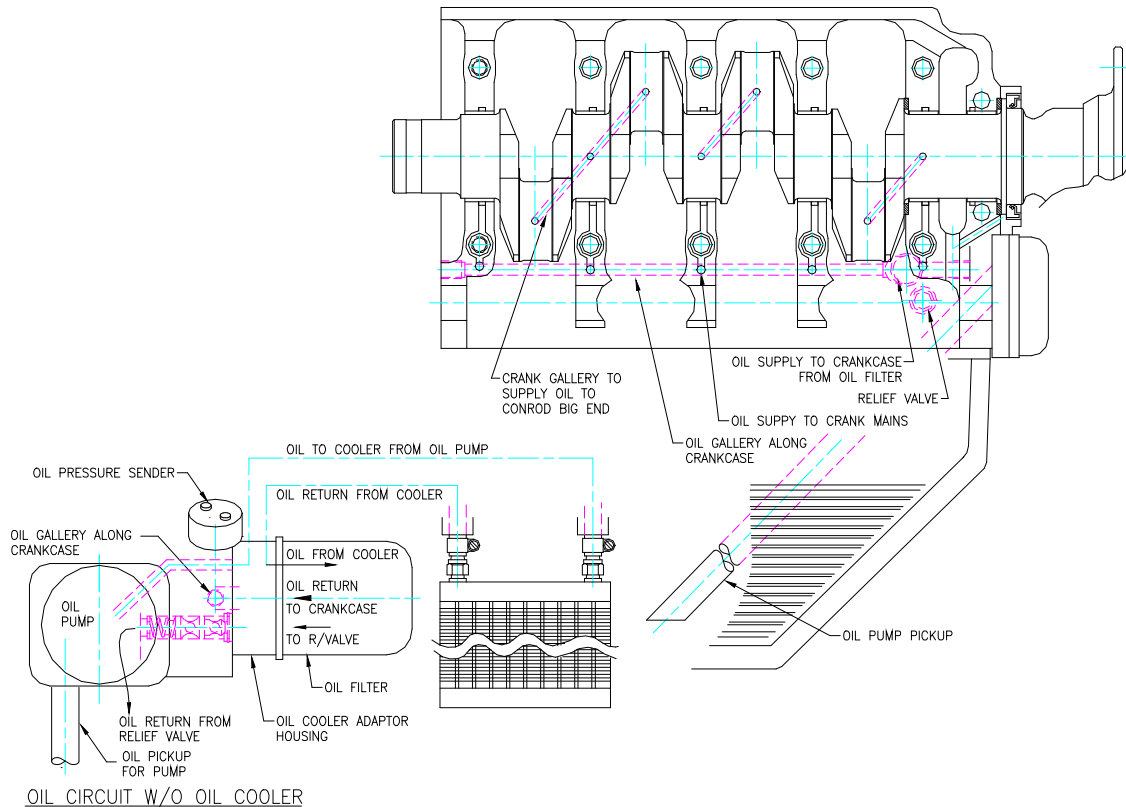 CRANK GALLERY TO
SUPPLY OIL TO
CONROD BIG END
OIL SUPPLY TO CRANKCASE
FROM OIL FILTER
RELIEF VALVE
OIL SUPPY TO CRANK MAINS
OIL GALLERY ALONG
CRANKCASE
OIL TO COOLER FROM OIL PUMP
OIL PRESSURE SENDER
OIL RETURN FROM COOLER
OIL GALLERY ALONG
CRANKCASE
OIL FROM COOLER
OIL RETURN
TO CRANKCASE
TO R/VALVE
OIL
PUMP
OIL PUMP PICKUP
OIL FILTER
OIL RETURN FROM
RELIEF VALVE
OIL COOLER ADAPTOR
HOUSING
OIL PICKUP
FOR PUMP
OIL CIRCUIT W/O OIL COOLER